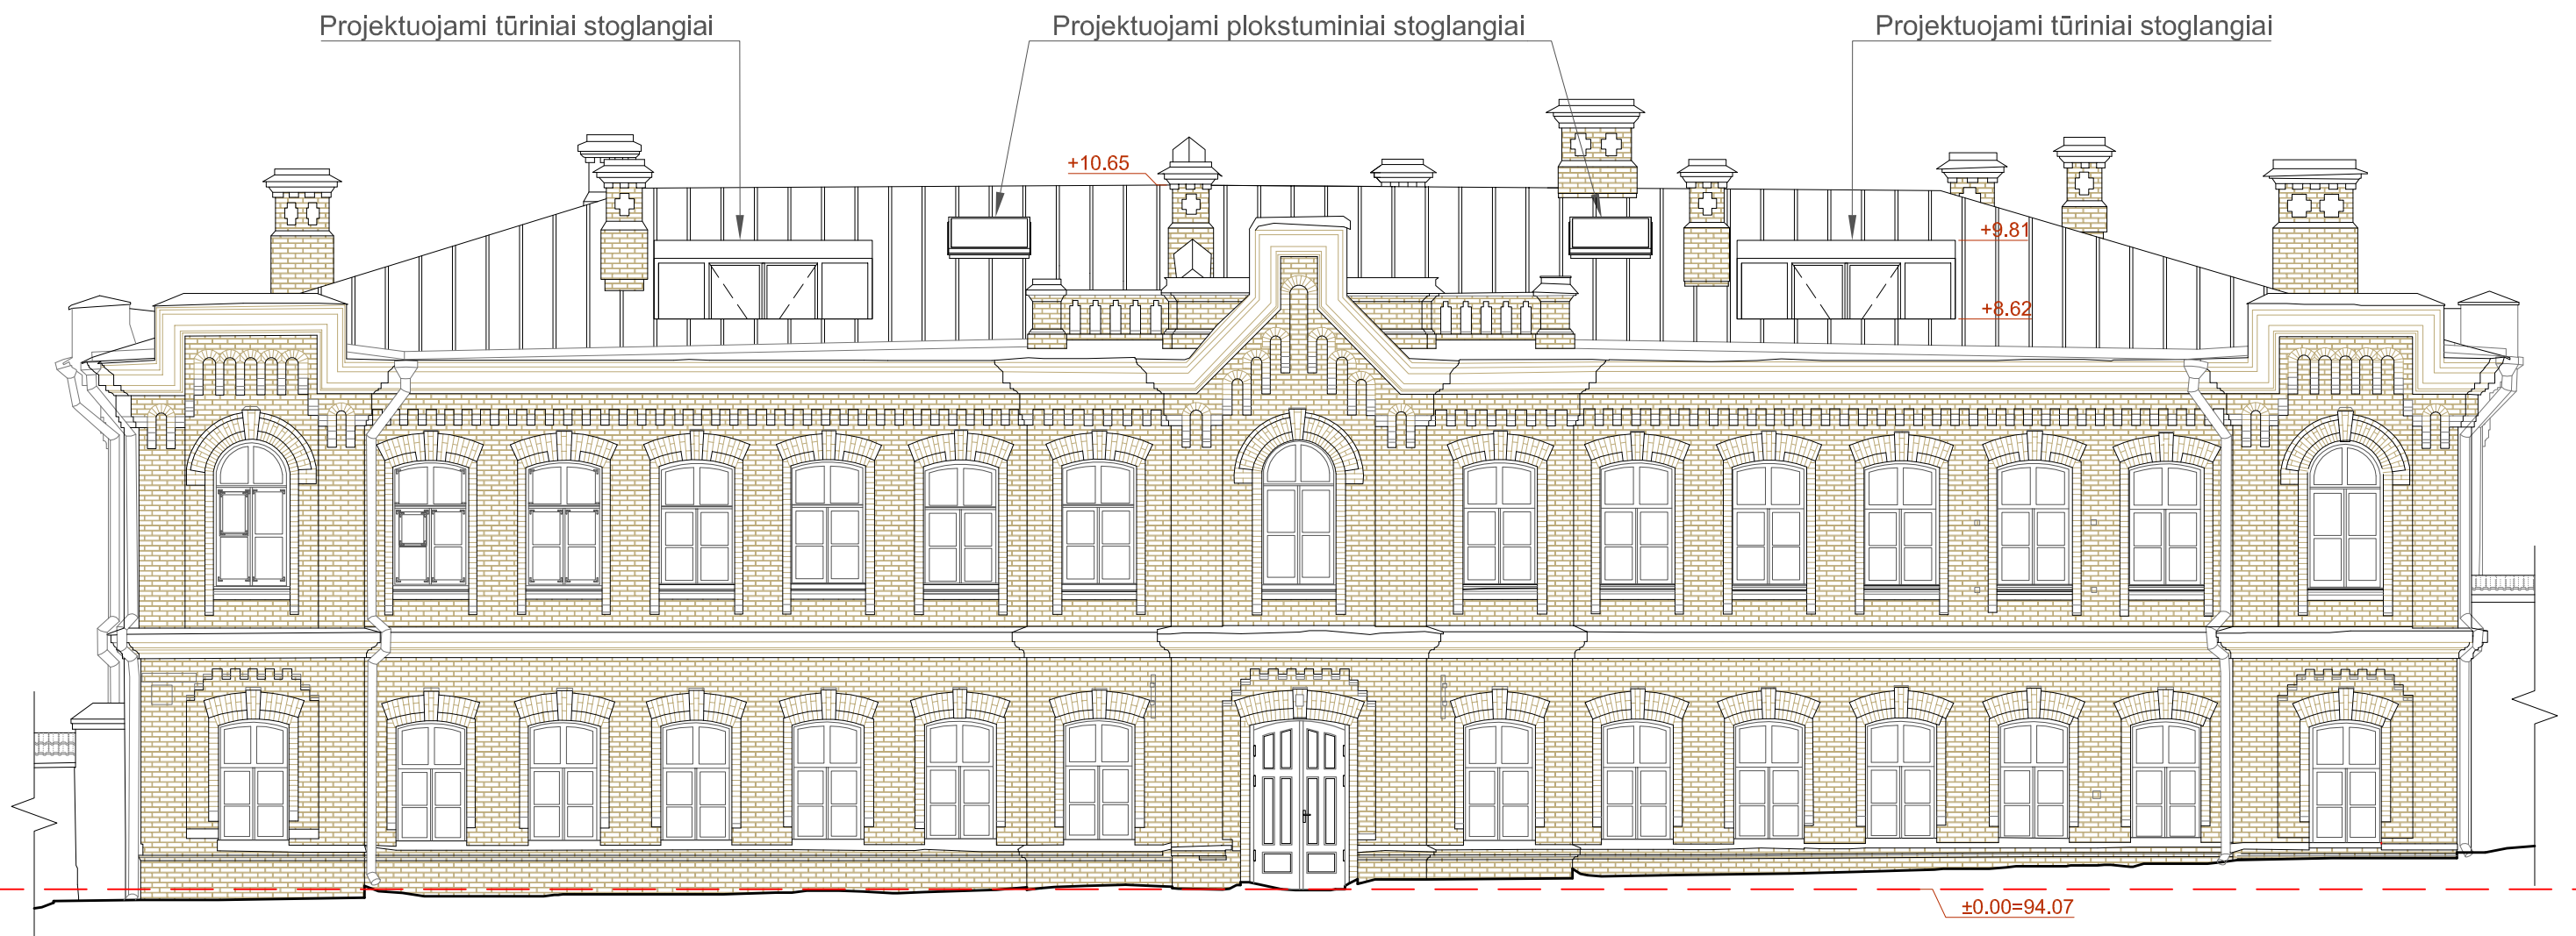 Projektuojami tūriniai stoglangiai
Projektuojami plokstuminiai stoglangiai
Projektuojami tūriniai stoglangiai
+10.65
+9.81
+8.62
±0.00=94.07